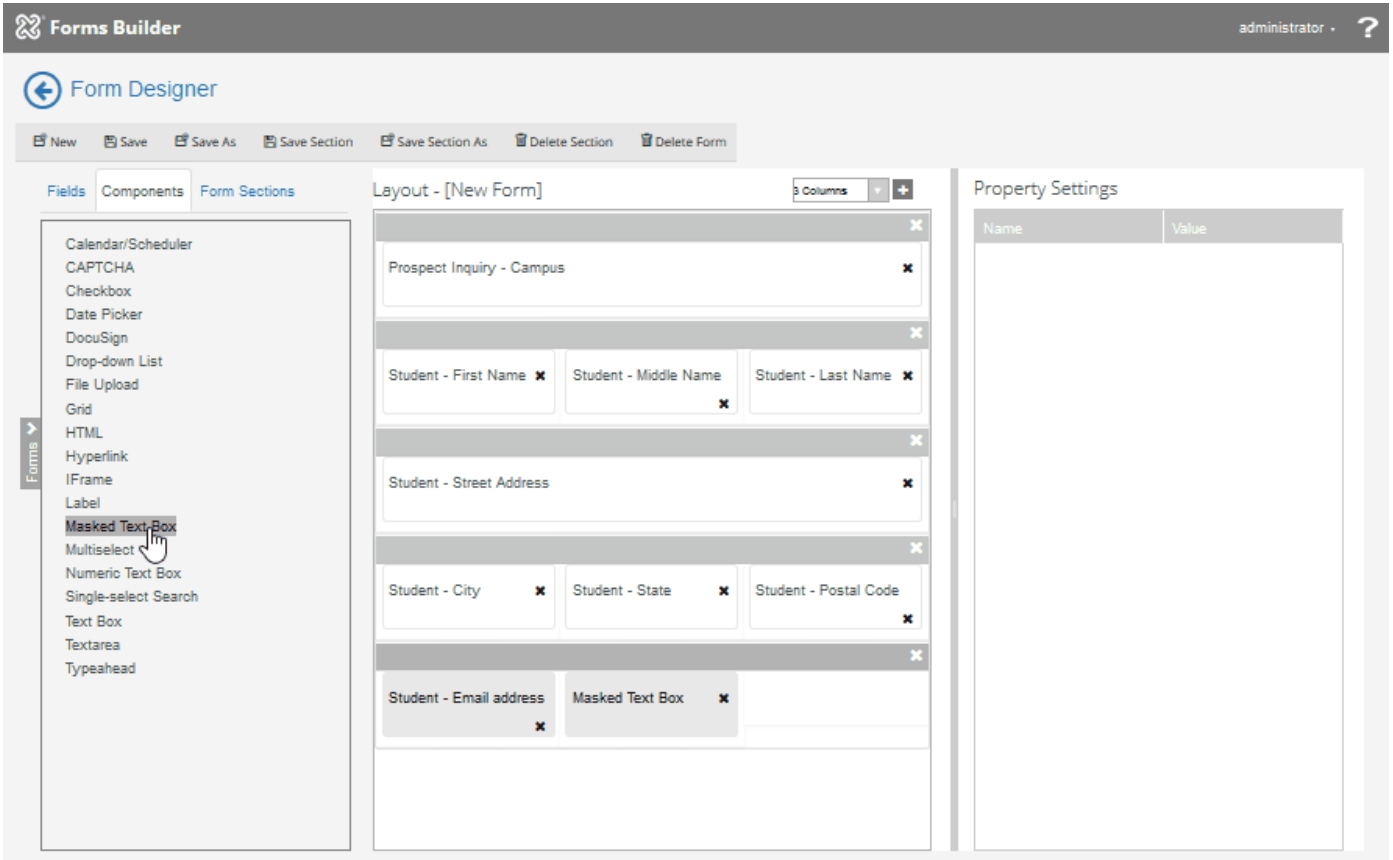 Forms Builder
administrator
?
Form Designer
New Save Save As Save Section Save Section As Delete Section Delete Form
Fields Components Form Sections
Calendar/Scheduler
CAPTCHA
Checkbox
Date Picker
DocuSign
Drop-down List
File Upload
Grid
HTML
Hyperlink
IFrame
Label
Masked Text Box
Multiselect
Numeric Text Box
Single-select Search
Text Box
Textarea
Typeahead
Forms
Layout - [New Form]
3 Columns
Prospect Inquiry - Campus
Student - First Name Student - Middle Name Student - Last Name
Student - Street Address
Student - City Student - State Student - Postal Code
Student - Email address Masked Text Box
Property Settings
Name Value